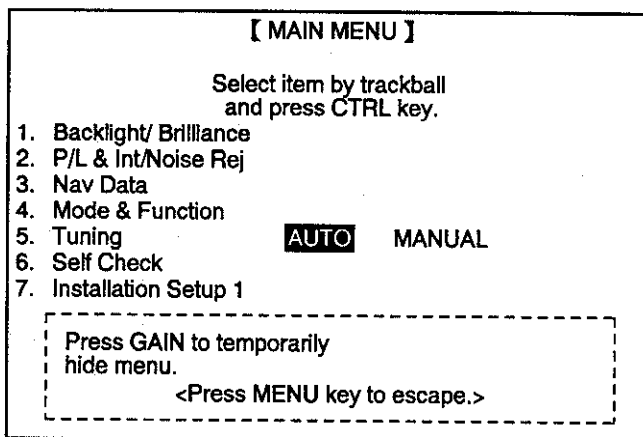 【 MAIN MENU 】
Select item by trackball
and press CTRL key.
1. Backlight/ Brilliance
2. P/L & Int/Noise Rej
3. Nav Data
4. Mode & Function
5. Tuning AUTO MANUAL
6. Self Check
7. Installation Setup 1
Press GAIN to temporarily
hide menu.
<Press MENU key to escape.>